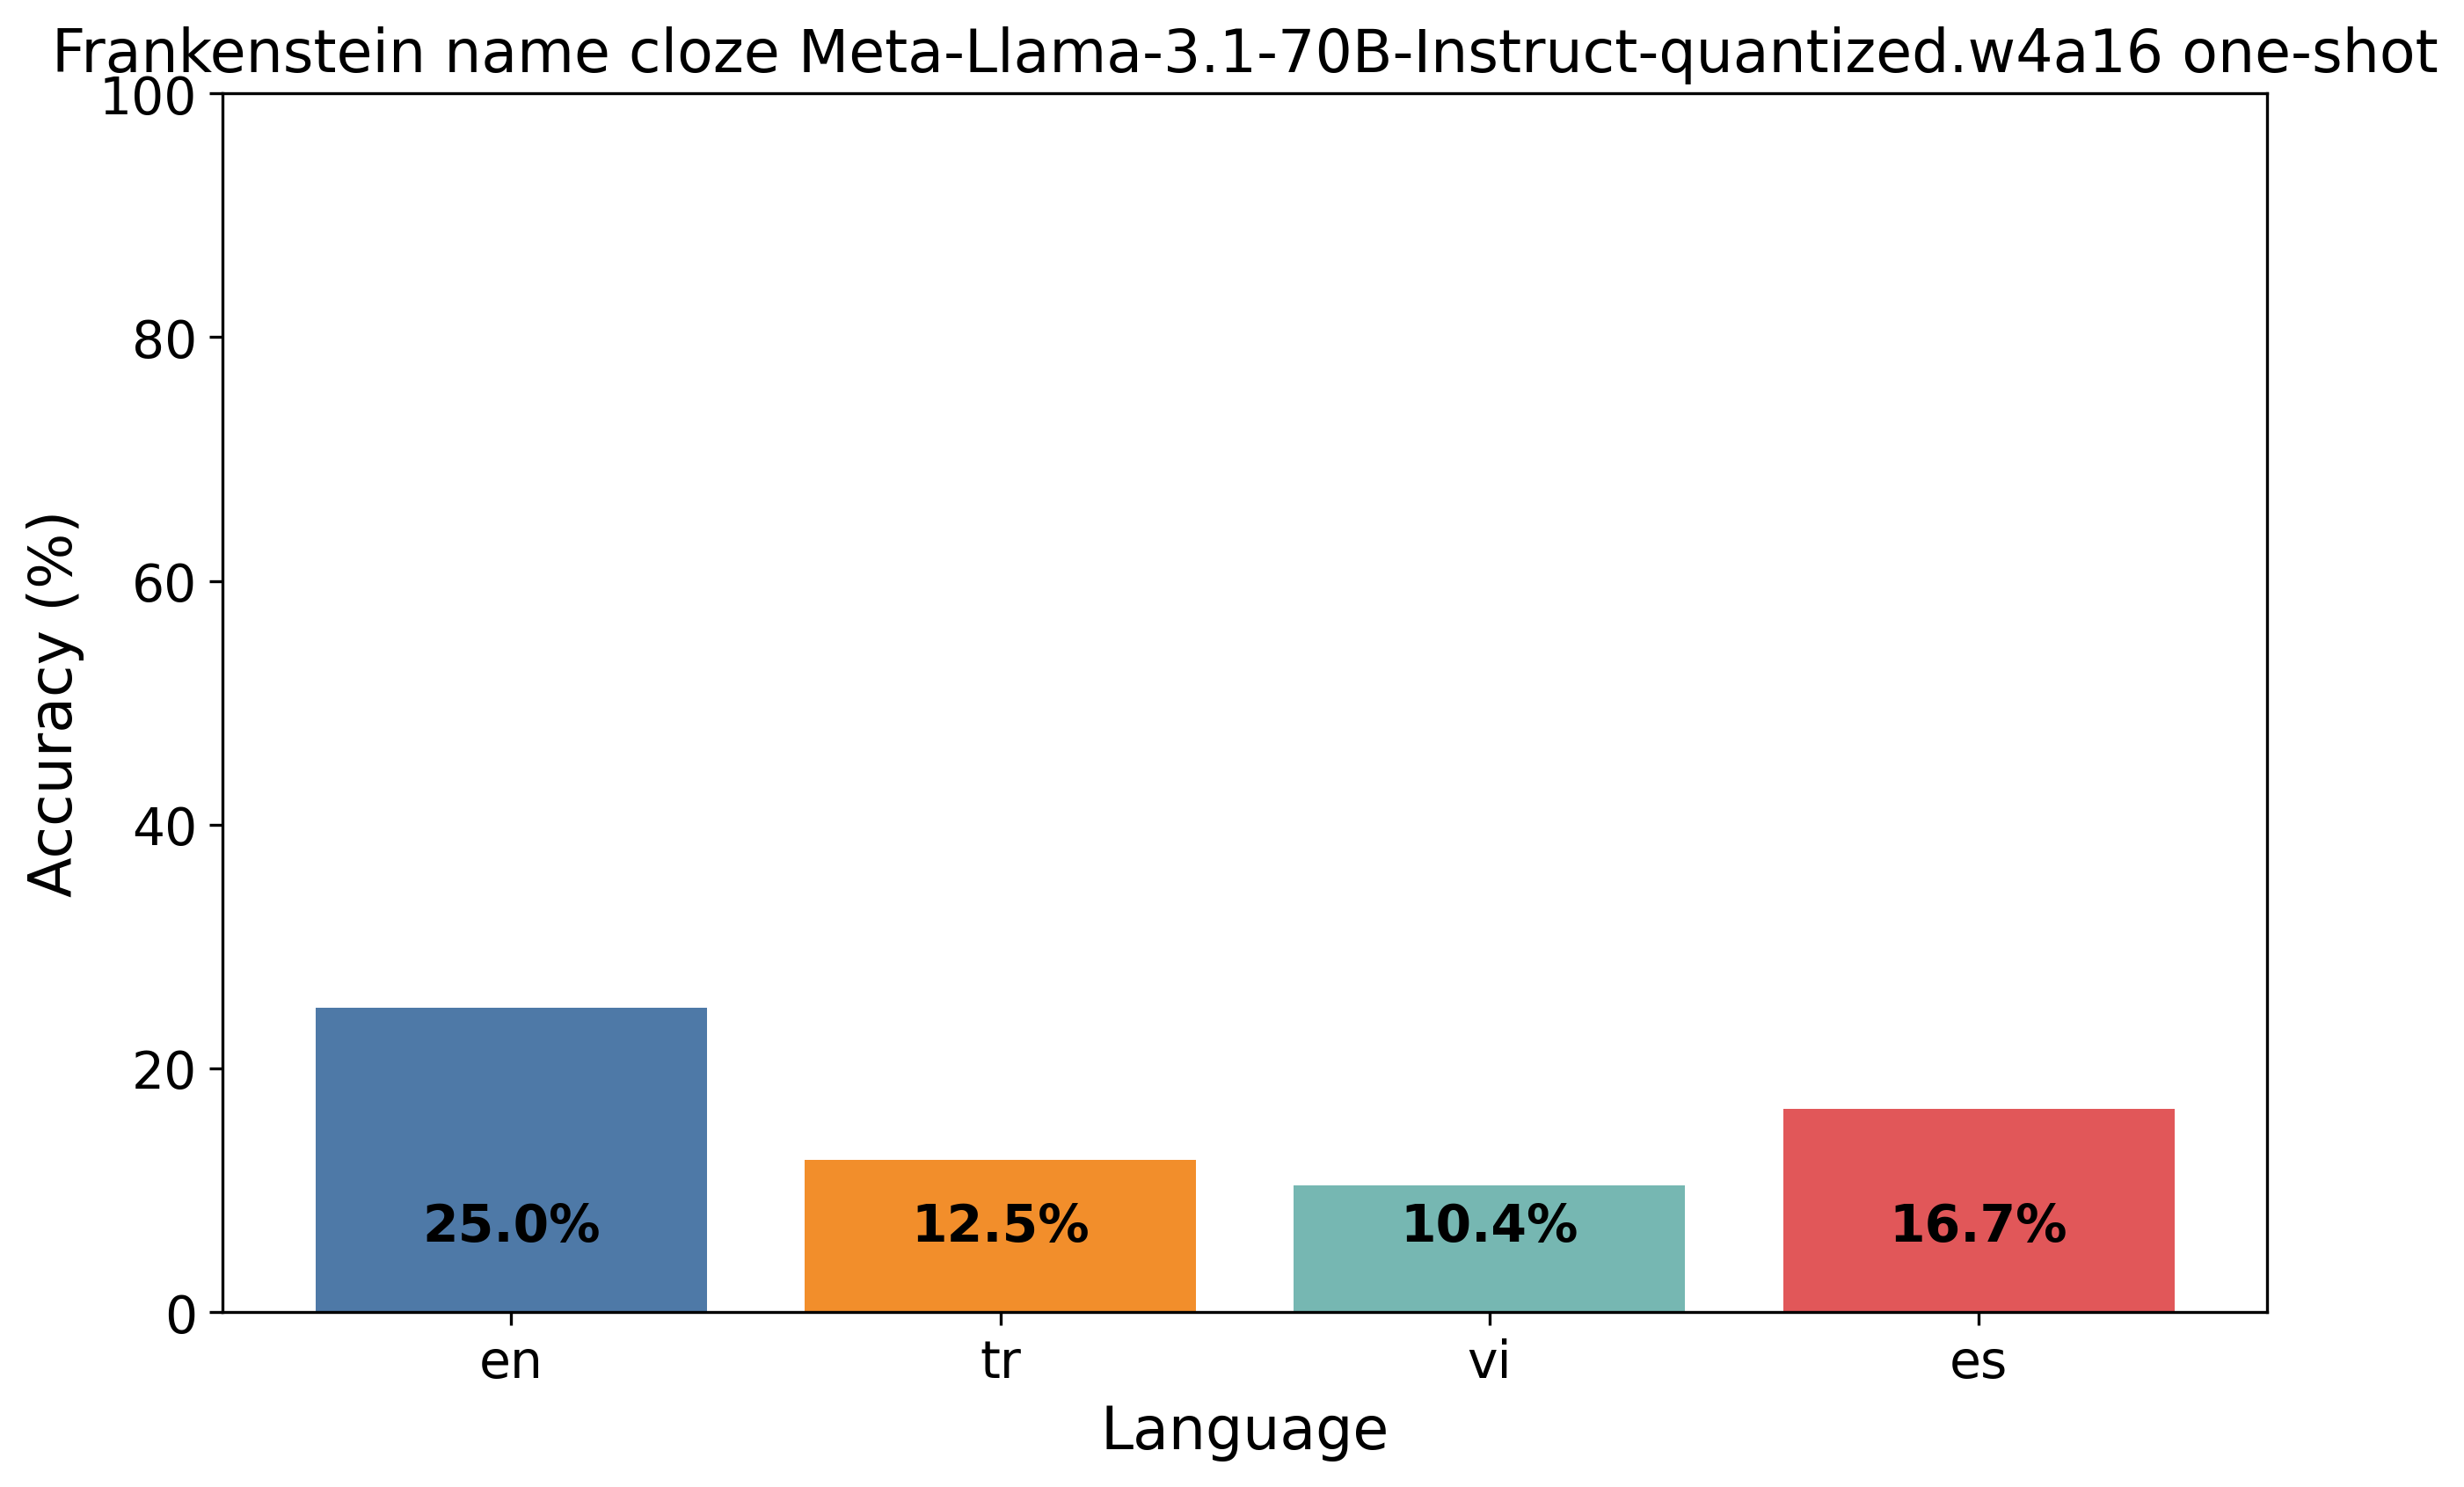 Frankenstein name cloze Meta-Llama-3.1-70B-Instruct-quantized.w4a16 one-shot
100
80
60
40
20
0
Accuracy (%)
25.0%
12.5%
10.4%
16.7%
en
tr
vi
es
Language